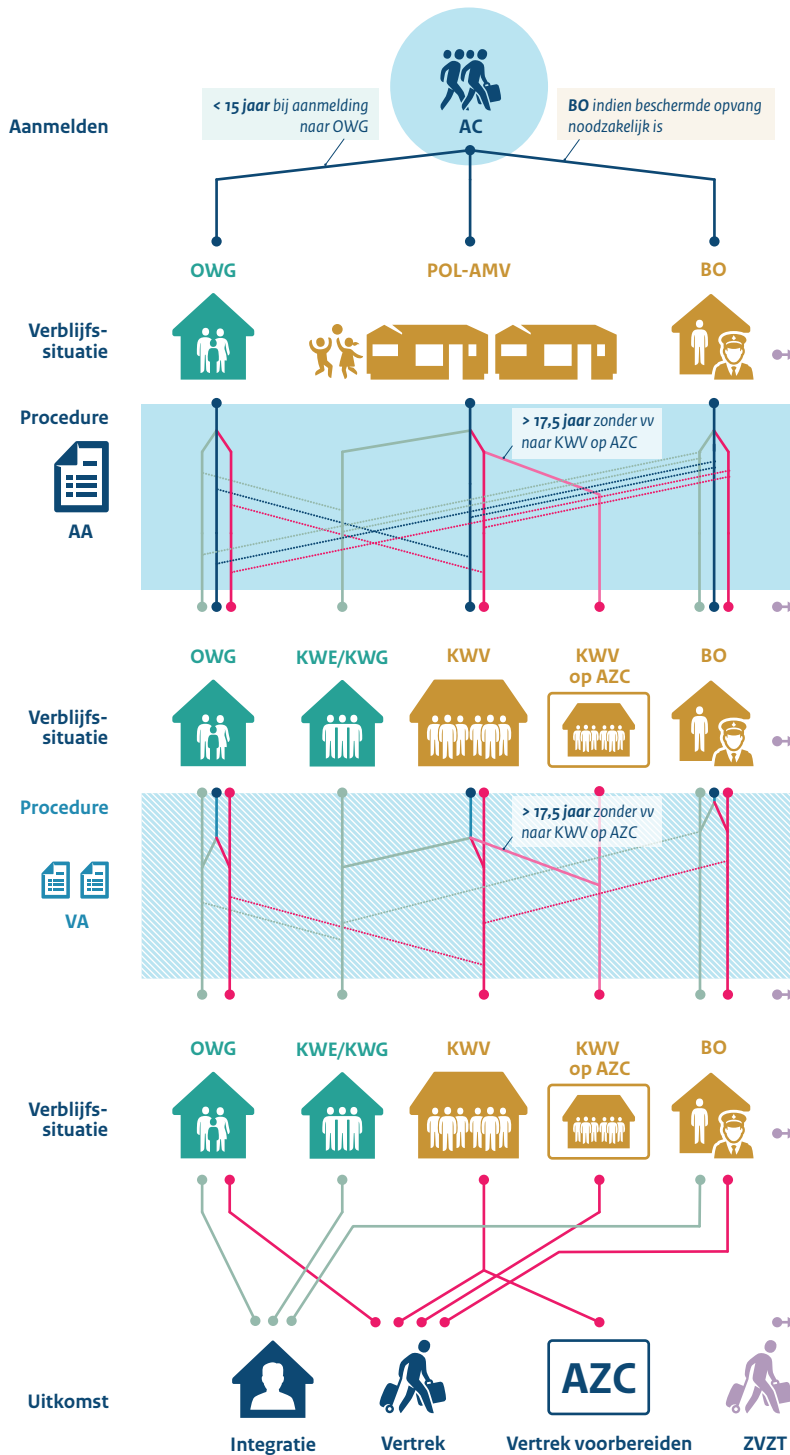 < 15 jaar bij aanmelding
naar OWG
BO indien beschermde opvang
noodzakelijk is
Aanmelden
AC
OWG
POL-AMV
BO
Verblijfs-
situatie
Procedure
> 17,5 jaar zonder vv
naar KWV op AZC
AA
OWG
KWE/KWG
KWV
KWV
op AZC
BO
Verblijfs-
situatie
Procedure
> 17,5 jaar zonder vv
naar KWV op AZC
VA
OWG
KWE/KWG
KWV
KWV
op AZC
BO
Verblijfs-
situatie
Uitkomst
AZC
Integratie
Vertrek
Vertrek voorbereiden
ZVZT